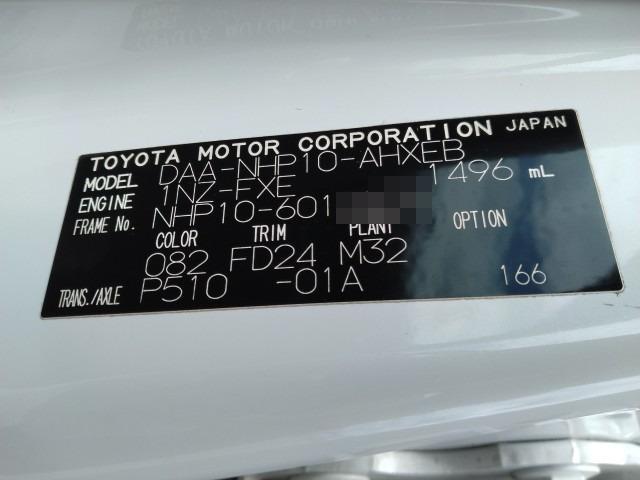 TOYOTA MOTOR CORPORATION JAPAN
MODEL DAA-NHP10-AHXEB
ENGINE 1NZ-FXE 1496 mL
FRAME No. NHP10-601
COLOR TRIM PLANT OPTION
082 FD24 M32
TRANS./AXLE P510 -01A 166